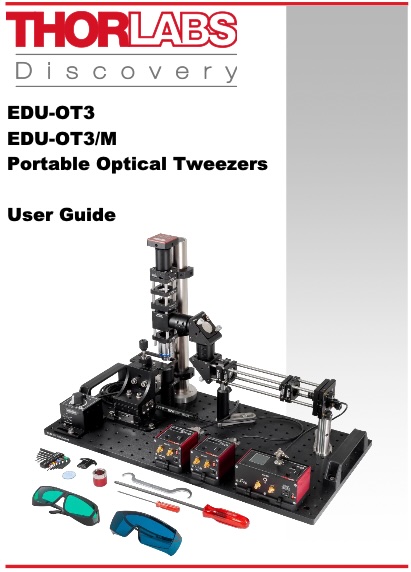 THORLABS
Discovery
EDU-OT3
EDU-OT3/M
Portable Optical Tweezers
User Guide